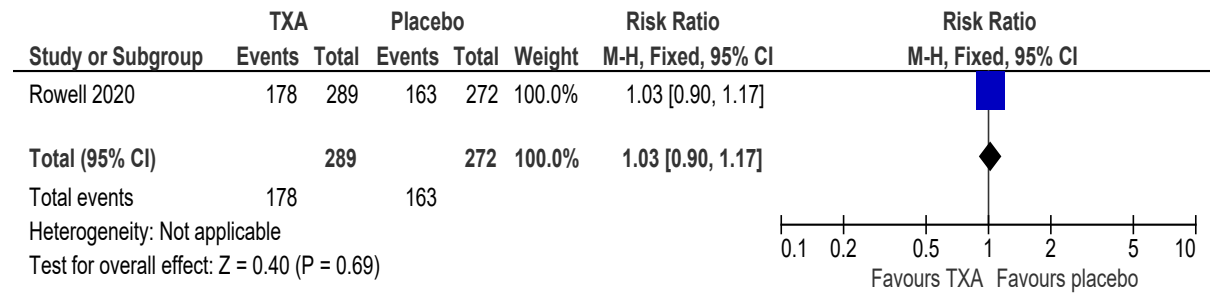 TXA Placebo Risk Ratio Risk Ratio
Study or Subgroup Events Total Events Total Weight M-H, Fixed, 95% CI M-H, Fixed, 95% CI
Rowell 2020 178 289 163 272 100.0% 1.03 [0.90, 1.17]
Total (95% CI) 289 272 100.0% 1.03 [0.90, 1.17]
Total events 178 163
Heterogeneity: Not applicable
Test for overall effect: Z = 0.40 (P = 0.69)
0.1 0.2 0.5 1 2 5 10
Favours TXA Favours placebo